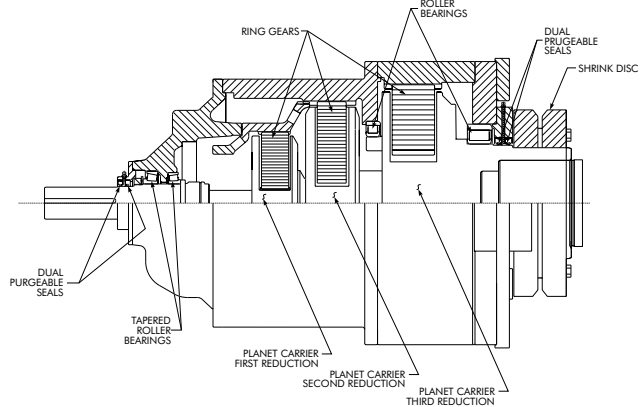 ROLLER
BEARINGS
RING GEARS
DUAL
PRUGEABLE
SEALS
SHRINK DISC
DUAL
PURGEABLE
SEALS
TAPERED
ROLLER
BEARINGS
PLANET CARRIER
FIRST REDUCTION
PLANET CARRIER
SECOND REDUCTION
PLANET CARRIER
THIRD REDUCTION